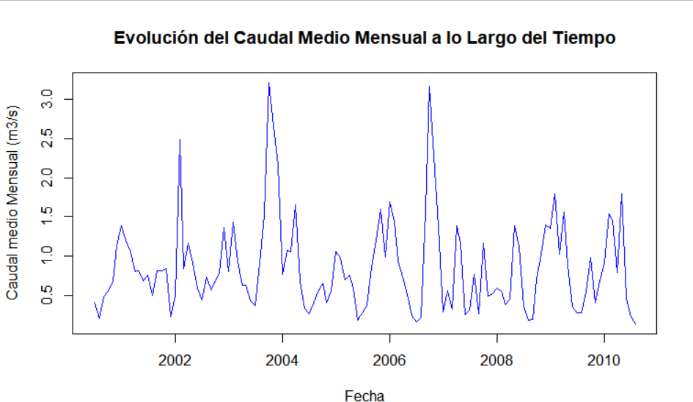 Evolución del Caudal Medio Mensual a lo Largo del Tiempo
Caudal medio Mensual (m3/s)
3.0
2.5
2.0
1.5
1.0
0.5
2002 2004 2006 2008 2010
Fecha